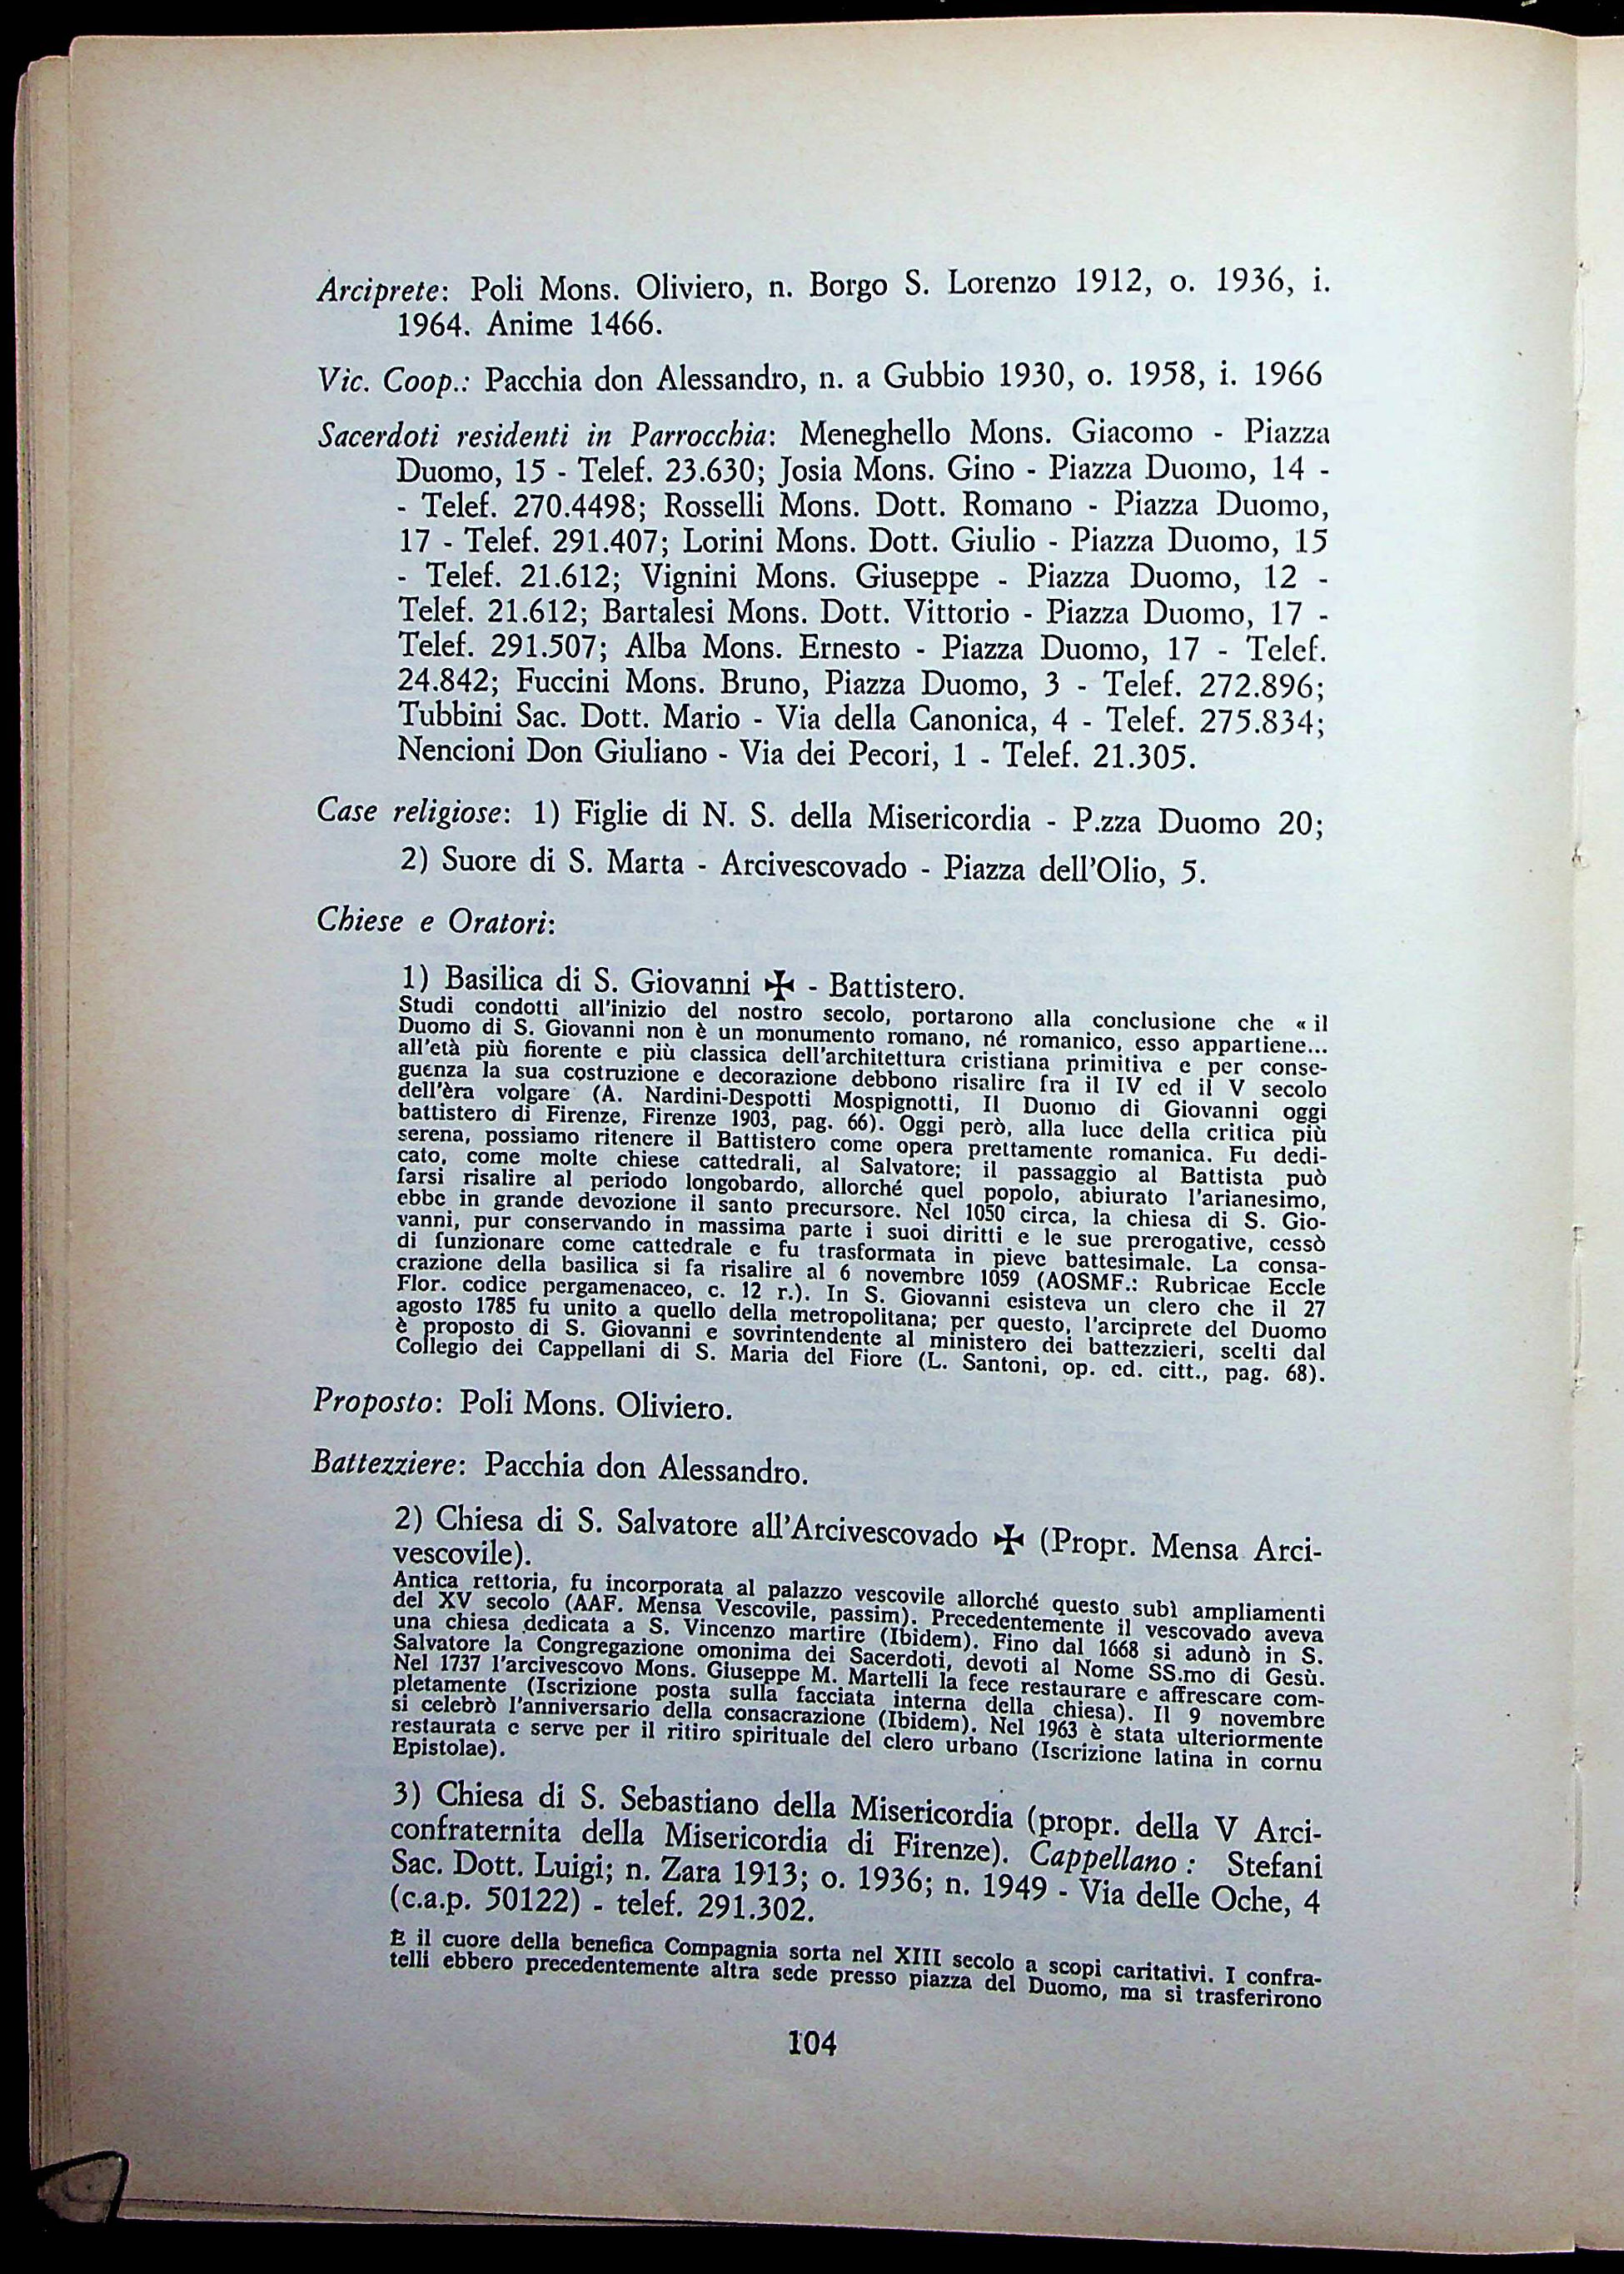 Arciprete: Poli Mons. Oliviero, n. Borgo S. Lorenzo 1912, o. 1936, i.
1964. Anime 1466.
Vic. Coop.: Pacchia don Alessandro, n. a Gubbio 1930, o. 1958, i. 1966
Sacerdoti residenti in Parrocchia: Meneghello Mons. Giacomo - Piazza
Duomo, 15 - Telef. 23.630; Josia Mons. Gino - Piazza Duomo, 14 -
- Telef. 270.4498; Rosselli Mons. Dott. Romano - Piazza Duomo,
17 - Telef. 291.407; Lorini Mons. Dott. Giulio - Piazza Duomo, 15
- Telef. 21.612; Vignini Mons. Giuseppe - Piazza Duomo, 12 -
Telef. 21.612; Bartalesi Mons. Dott. Vittorio - Piazza Duomo, 17 -
Telef. 291.507; Alba Mons. Ernesto - Piazza Duomo, 17 - Telef.
24.842; Fuccini Mons. Bruno, Piazza Duomo, 3 - Telef. 272.896;
Tubbini Sac. Dott. Mario - Via della Canonica, 4 - Telef. 275.834;
Nencioni Don Giuliano - Via dei Pecori, 1 - Telef. 21.305.
Case religiose: 1) Figlie di N. S. della Misericordia - P.zza Duomo 20;
2) Suore di S. Marta - Arcivescovado - Piazza dell'Olio, 5.
Chiese e Oratori:
1) Basilica di S. Giovanni ✠ - Battistero.
Studi condotti all'inizio del nostro secolo, portarono alla conclusione che « il
Duomo di S. Giovanni non è un monumento romano, né romanico, esso appartiene...
all'età più fiorente e più classica dell'architettura cristiana primitiva e per conse-
guenza la sua costruzione e decorazione debbono risalire fra il IV ed il V secolo
dell'èra volgare (A. Nardini-Despotti Mospignotti, Il Duomo di Giovanni oggi
battistero di Firenze, Firenze 1903, pag. 66). Oggi però, alla luce della critica più
serena, possiamo ritenere il Battistero come opera prettamente romanica. Fu dedi-
cato, come molte chiese cattedrali, al Salvatore; il passaggio al Battista può
farsi risalire al periodo longobardo, allorché quel popolo, abiurato l'arianesimo,
ebbe in grande devozione il santo precursore. Nel 1050 circa, la chiesa di S. Gio-
vanni, pur conservando in massima parte i suoi diritti e le sue prerogative, cessò
di funzionare come cattedrale e fu trasformata in pieve battesimale. La consa-
crazione della basilica si fa risalire al 6 novembre 1059 (AOSMF.: Rubricae Eccle
Flor. codice pergamenaceo, c. 12 r.). In S. Giovanni esisteva un clero che il 27
agosto 1785 fu unito a quello della metropolitana; per questo, l'arciprete del Duomo
è proposto di S. Giovanni e sovrintendente al ministero dei battezzieri, scelti dal
Collegio dei Cappellani di S. Maria del Fiore (L. Santoni, op. ed. citt., pag. 68).
Proposto: Poli Mons. Oliviero.
Battezziere: Pacchia don Alessandro.
2) Chiesa di S. Salvatore all'Arcivescovado ✠ (Propr. Mensa Arci-
vescovile).
Antica rettoria, fu incorporata al palazzo vescovile allorché questo subì ampliamenti
del XV secolo (AAF. Mensa Vescovile, passim). Precedentemente il vescovado aveva
una chiesa dedicata a S. Vincenzo martire (Ibidem). Fino dal 1668 si adunò in S.
Salvatore la Congregazione omonima dei Sacerdoti, devoti al Nome SS.mo di Gesù.
Nel 1737 l'arcivescovo Mons. Giuseppe M. Martelli la fece restaurare e affrescare com-
pletamente (Iscrizione posta sulla facciata interna della chiesa). Il 9 novembre
si celebrò l'anniversario della consacrazione (Ibidem). Nel 1963 è stata ulteriormente
restaurata e serve per il ritiro spirituale del clero urbano (Iscrizione latina in cornu
Epistolae).
3) Chiesa di S. Sebastiano della Misericordia (propr. della V Arci-
confraternita della Misericordia di Firenze). Cappellano : Stefani
Sac. Dott. Luigi; n. Zara 1913; o. 1936; n. 1949 - Via delle Oche, 4
(c.a.p. 50122) - telef. 291.302.
È il cuore della benefica Compagnia sorta nel XIII secolo a scopi caritativi. I confra-
telli ebbero precedentemente altra sede presso piazza del Duomo, ma si trasferirono
104